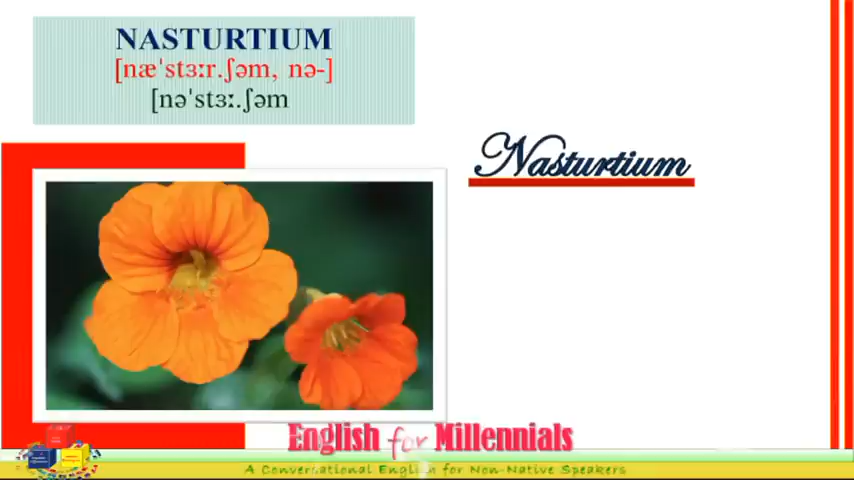 NASTURTIUM
[næˈstɜːr.ʃəm, nə-]
[nəˈstɜː.ʃəm
Nasturtium
English for Millennials
A Conversational English for Non-Native Speakers